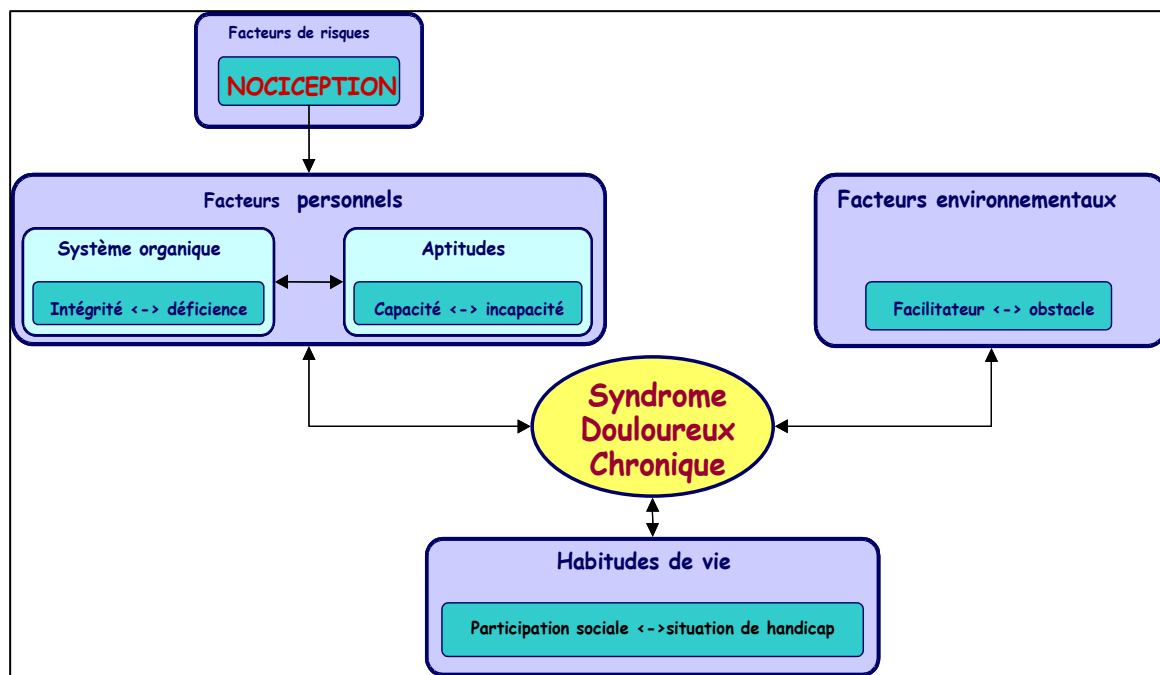 Facteurs de risques
NOCICEPTION
Facteurs personnels
Système organique
Intégrité <-> déficience
Aptitudes
Capacité <-> incapacité
Facteurs environnementaux
Facilitateur <-> obstacle
Syndrome
Douloureux
Chronique
Habitudes de vie
Participation sociale <->situation de handicap